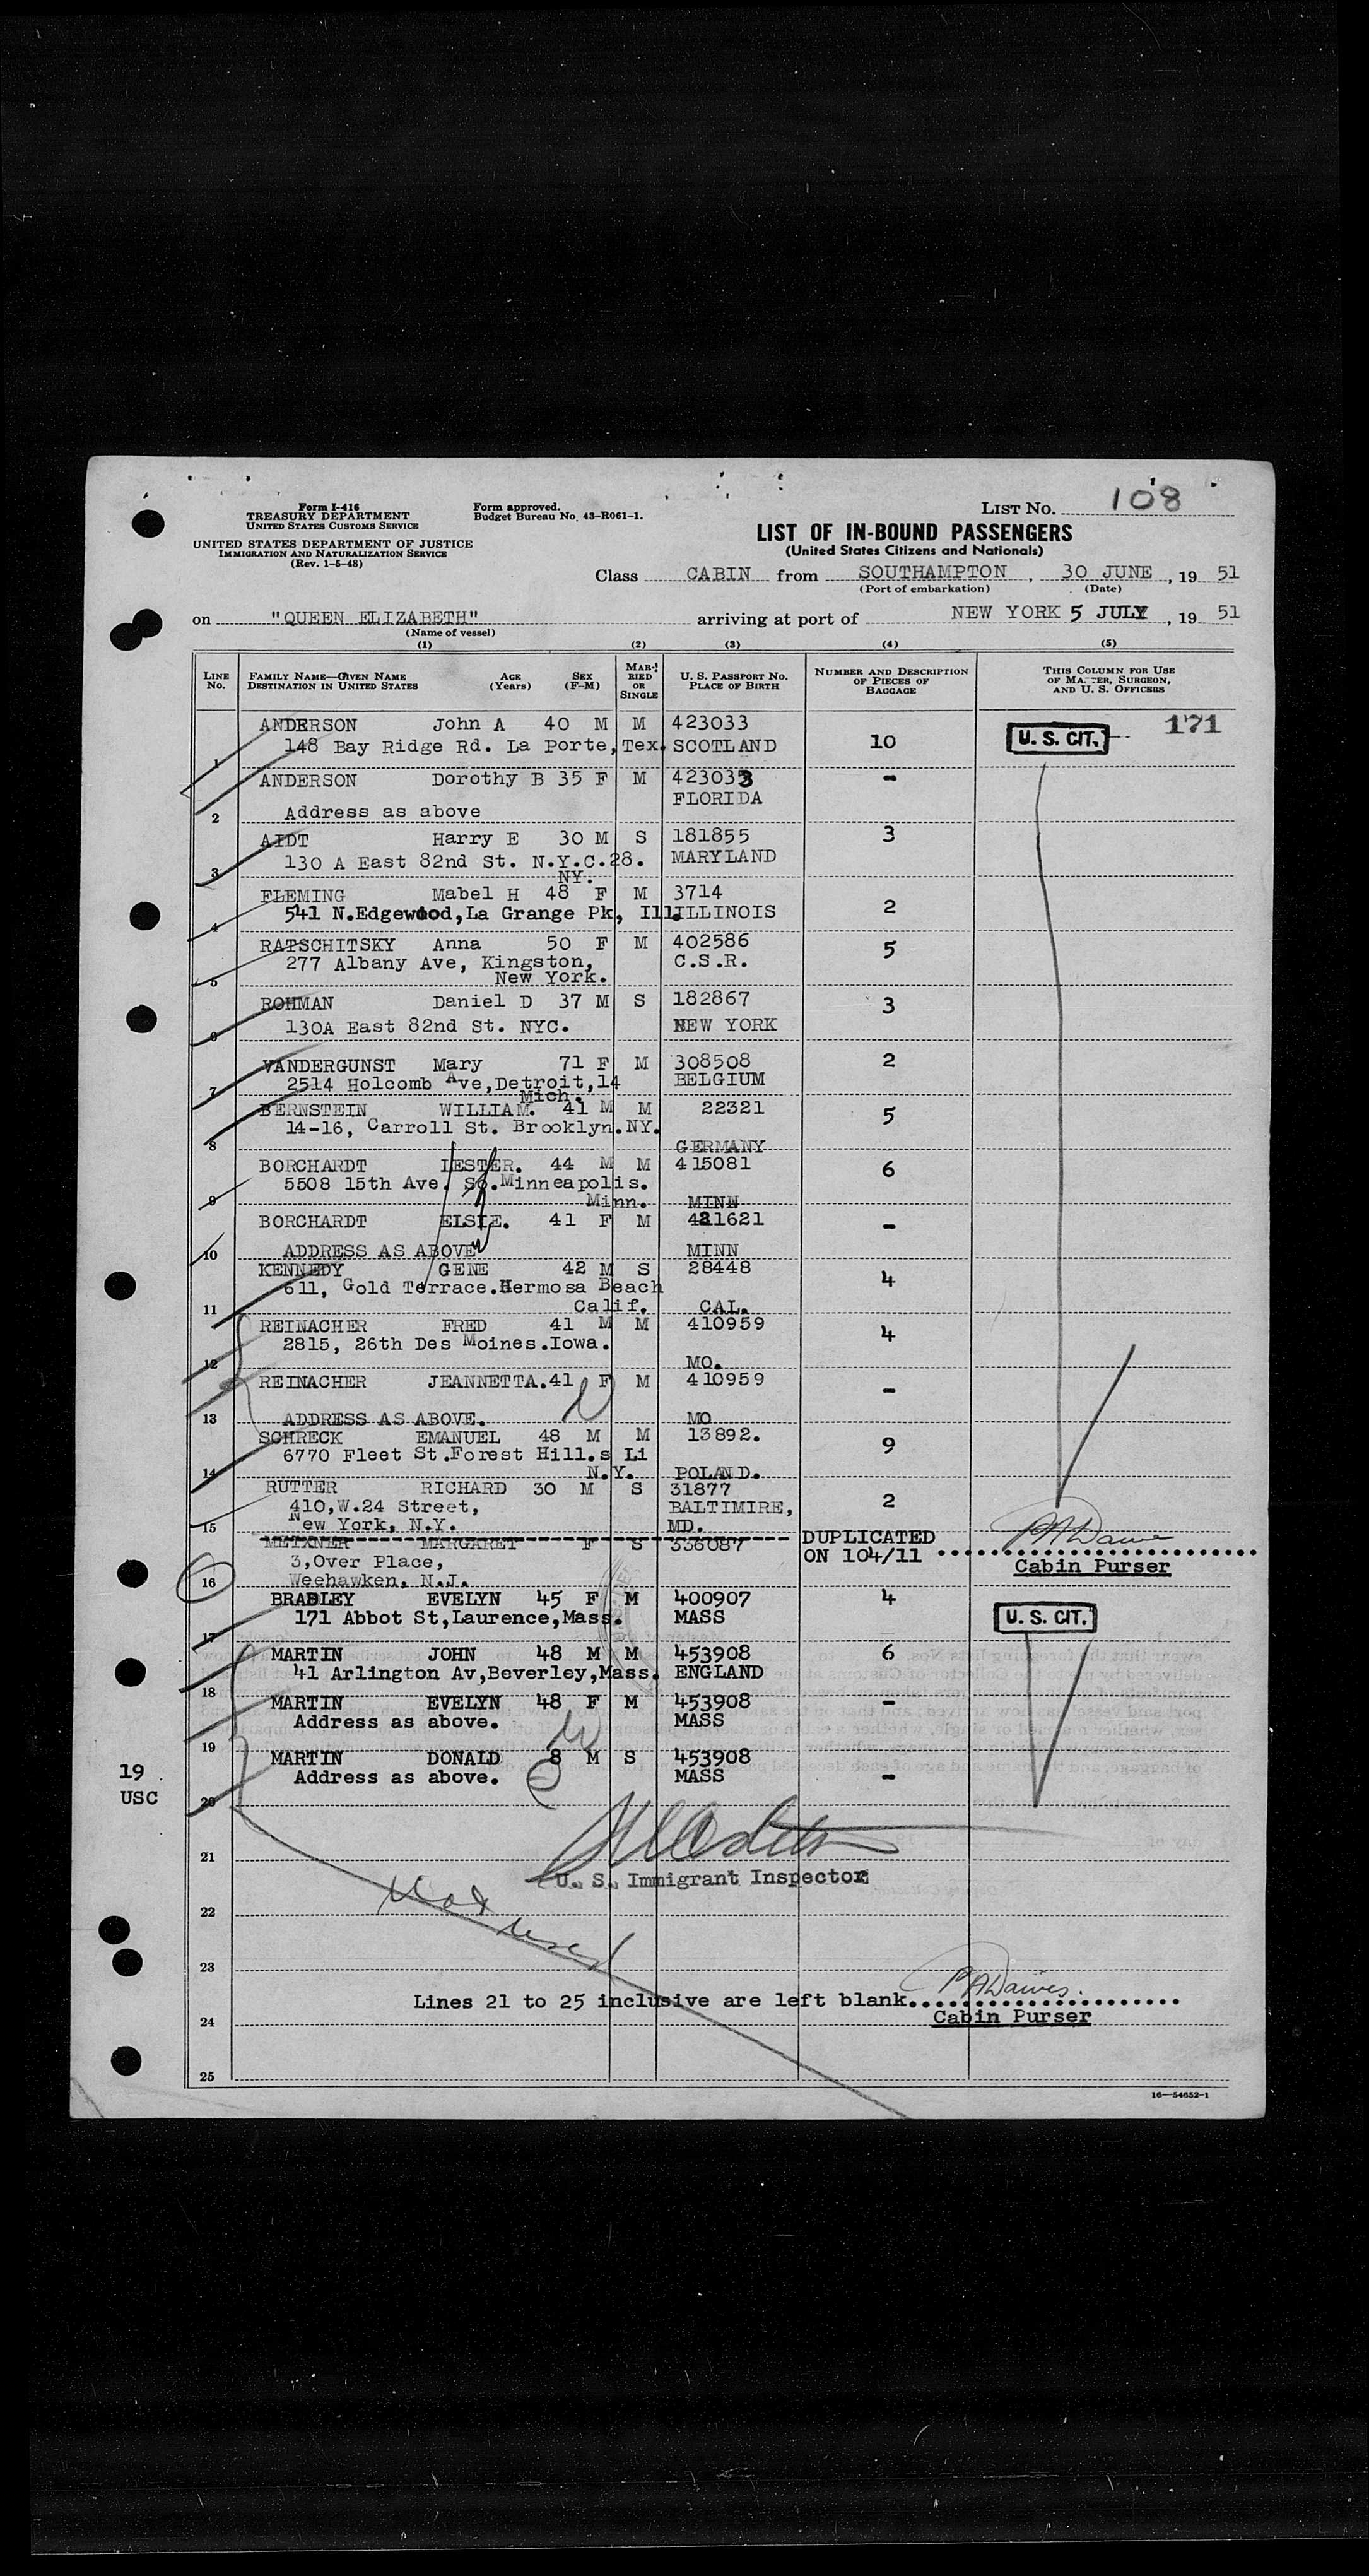 Form I-416
TREASURY DEPARTMENT
UNITED STATES CUSTOMS SERVICE
UNITED STATES DEPARTMENT OF JUSTICE
IMMIGRATION AND NATURALIZATION SERVICE
(Rev. 1-5-48)
Form approved.
Budget Bureau No. 43-R061-1.
LIST NO. 108
LIST OF IN-BOUND PASSENGERS
(United States Citizens and Nationals)
Class CABIN from SOUTHAMPTON, 30 JUNE, 19 51
(Port of embarkation) (Date)
on "QUEEN ELIZABETH" arriving at port of NEW YORK 5 JULY, 19 51
(Name of vessel)
(1) (2) (3) (4) (5)
LINE No. FAMILY NAME—GIVEN NAME DESTINATION IN UNITED STATES AGE (Years) SEX (F-M) MARRIED OR SINGLE U. S. PASSPORT No. PLACE OF BIRTH NUMBER AND DESCRIPTION OF PIECES OF BAGGAGE THIS COLUMN FOR USE OF MASTER, SURGEON, AND U. S. OFFICERS
ANDERSON John A 40 M M 423033 171
148 Bay Ridge Rd. La Porte, Tex. SCOTLAND 10 U. S. CIT.
1
ANDERSON Dorothy B 35 F M 423033 -
FLORIDA
2 Address as above
AIDT Harry E 30 M S 181855 3
130 A East 82nd St. N.Y.C.28. MARYLAND
3 NY.
FLEMING Mabel H 48 F M 3714 2
541 N.Edgewood,La Grange Pk, Ill. ILLINOIS
4
RATSCHITSKY Anna 50 F M 402586 5
277 Albany Ave, Kingston, C.S.R.
5 New York.
ROHMAN Daniel D 37 M S 182867 3
130A East 82nd St. NYC. NEW YORK
6
VANDERGUNST Mary 71 F M 308508 2
2514 Holcomb Ave,Detroit,14 BELGIUM
7 Mich.
BERNSTEIN WILLIAM. 41 M M 22321 5
14-16, Carroll St. Brooklyn.NY.
8 GERMANY
BORCHARDT LESTER. 44 M M 415081 6
5508 15th Ave. So.Minneapolis.
9 Minn. MINN
BORCHARDT ELSIE. 41 F M 421621 -
10 ADDRESS AS ABOVE MINN
KENNEDY GENE 42 M S 28448 4
611, Gold Terrace.Hermosa Beach
11 Calif. CAL.
REINACHER FRED 41 M M 410959 4
2815, 26th Des Moines.Iowa.
12 MO.
REINACHER JEANNETTA.41 F M 410959 -
13 ADDRESS AS ABOVE. MO
SCHRECK EMANUEL 48 M M 13892. 9
6770 Fleet St.Forest Hill.s Li
14 N.Y. POLAND.
RUTTER RICHARD 30 M S 31877 2
410,W.24 Street, BALTIMIRE,
15 New York, N.Y. MD.
METXNER MARGARET F S 336087 DUPLICATED
3,Over Place, ON 104/11 Cabin Purser
16 Weehawken, N.J.
BRADLEY EVELYN 45 F M 400907 4
171 Abbot St,Laurence,Mass. MASS U. S. CIT.
17
MARTIN JOHN 48 M M 453908 6
41 Arlington Av,Beverley,Mass. ENGLAND
18
MARTIN EVELYN 48 F M 453908 -
Address as above. MASS
19
MARTIN DONALD 8 M S 453908
Address as above. MASS -
20
19
USC
21
U. S. Immigrant Inspector
Not used
22
23
P A Dawes.
Lines 21 to 25 inclusive are left blank.
Cabin Purser
24
25
16—54652-1